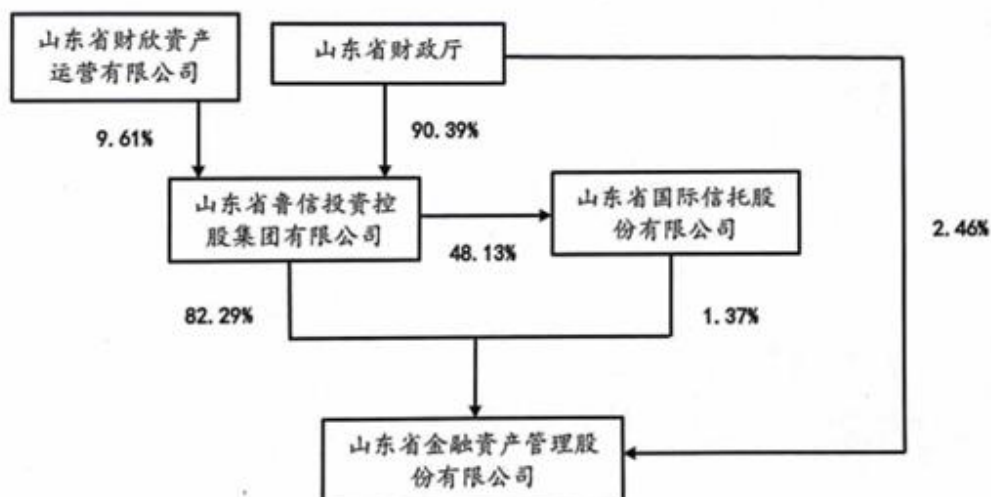 山东省财欣资产
运营有限公司
山东省财政厅
9.61%
90.39%
山东省鲁信投资控
股集团有限公司
48.13%
山东省国际信托股
份有限公司
2.46%
82.29%
1.37%
山东省金融资产管理股
份有限公司